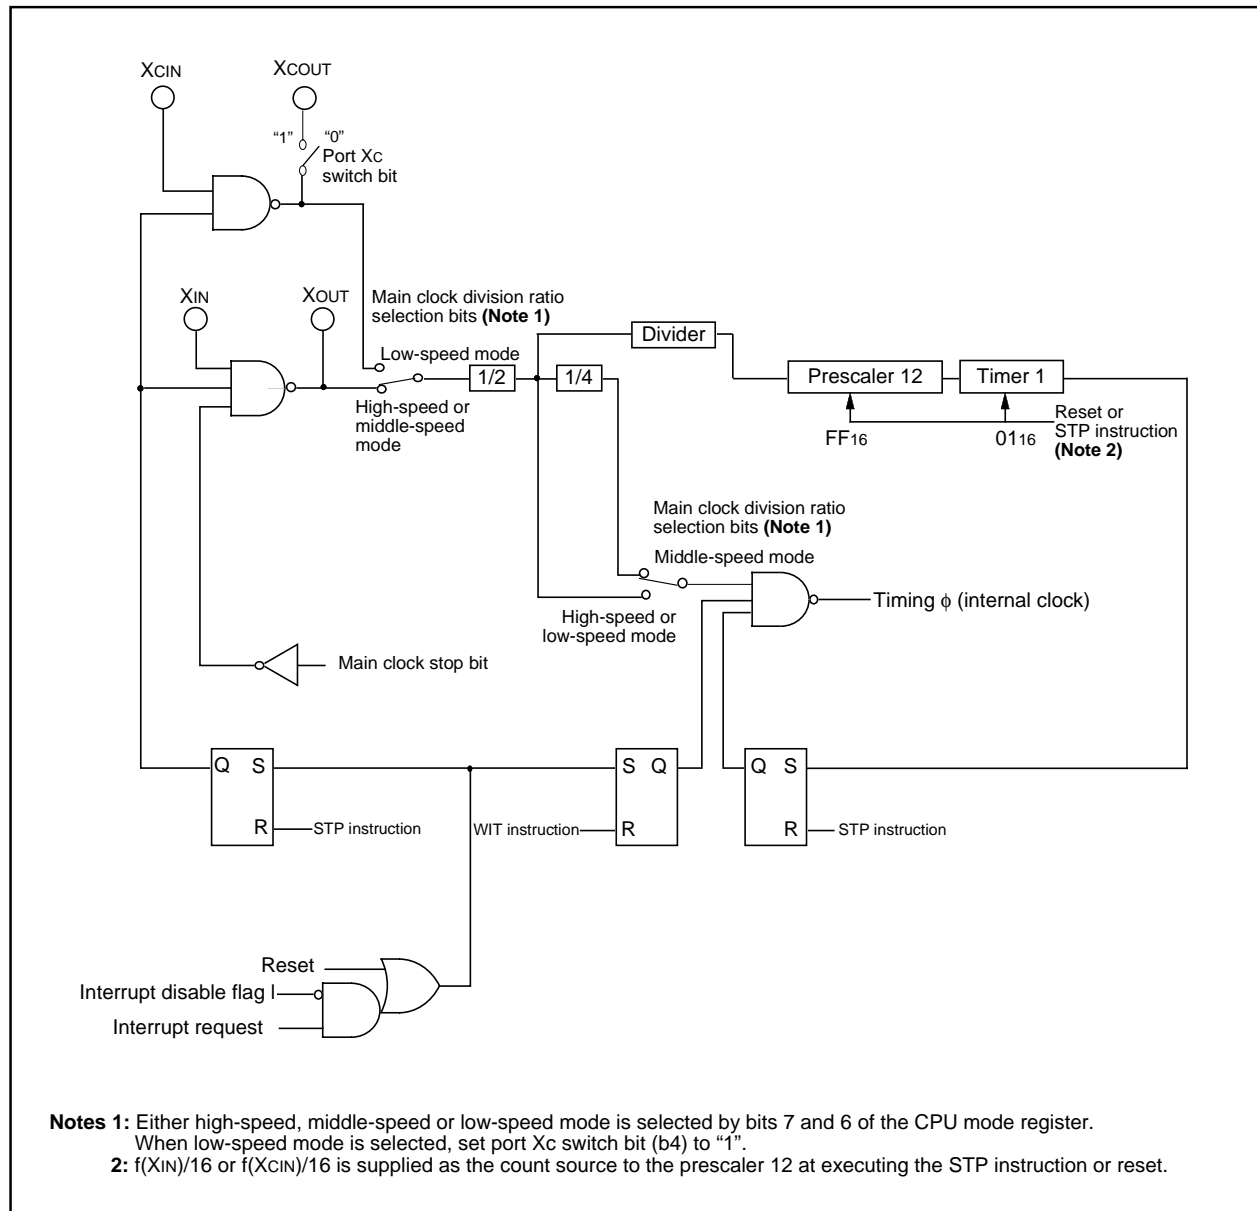 XCIN
XCOUT
“1” “0”
Port XC
switch bit
XIN
XOUT
Main clock division ratio
selection bits (Note 1)
Low-speed mode
1/2
1/4
Divider
Prescaler 12
Timer 1
High-speed or
middle-speed
mode
FF16
0116
Reset or
STP instruction
(Note 2)
Main clock division ratio
selection bits (Note 1)
Middle-speed mode
High-speed or
low-speed mode
Timing ϕ (internal clock)
Main clock stop bit
Q S
R
STP instruction
S Q
R
WIT instruction
Q S
R
STP instruction
Reset
Interrupt disable flag I
Interrupt request
Notes 1: Either high-speed, middle-speed or low-speed mode is selected by bits 7 and 6 of the CPU mode register.
When low-speed mode is selected, set port Xc switch bit (b4) to “1”.
2: f(XIN)/16 or f(XCIN)/16 is supplied as the count source to the prescaler 12 at executing the STP instruction or reset.